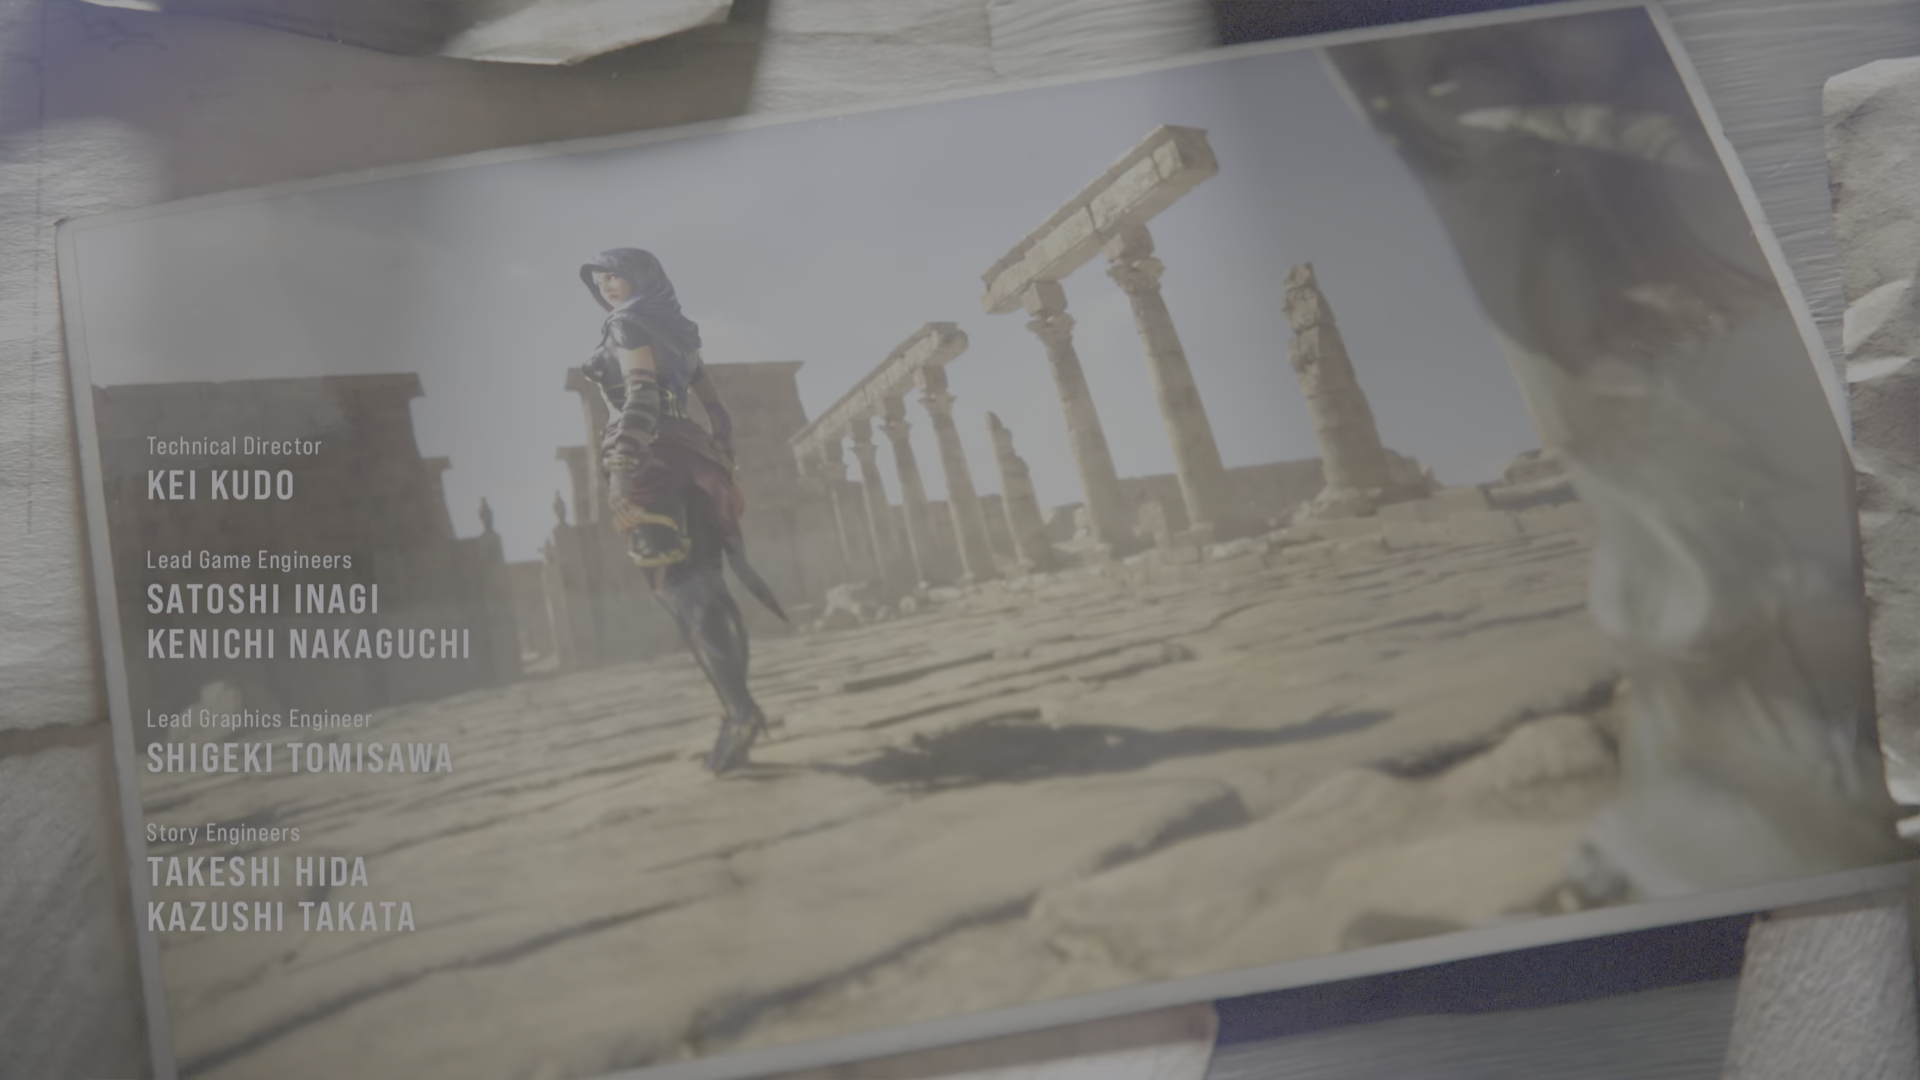 Technical Director
KEI KUDO
Lead Game Engineers
SATOSHI INAGI
KENICHI NAKAGUCHI
Lead Graphics Engineer
SHIGEKI TOMISAWA
Story Engineers
TAKESHI HIDA
KAZUSHI TAKATA